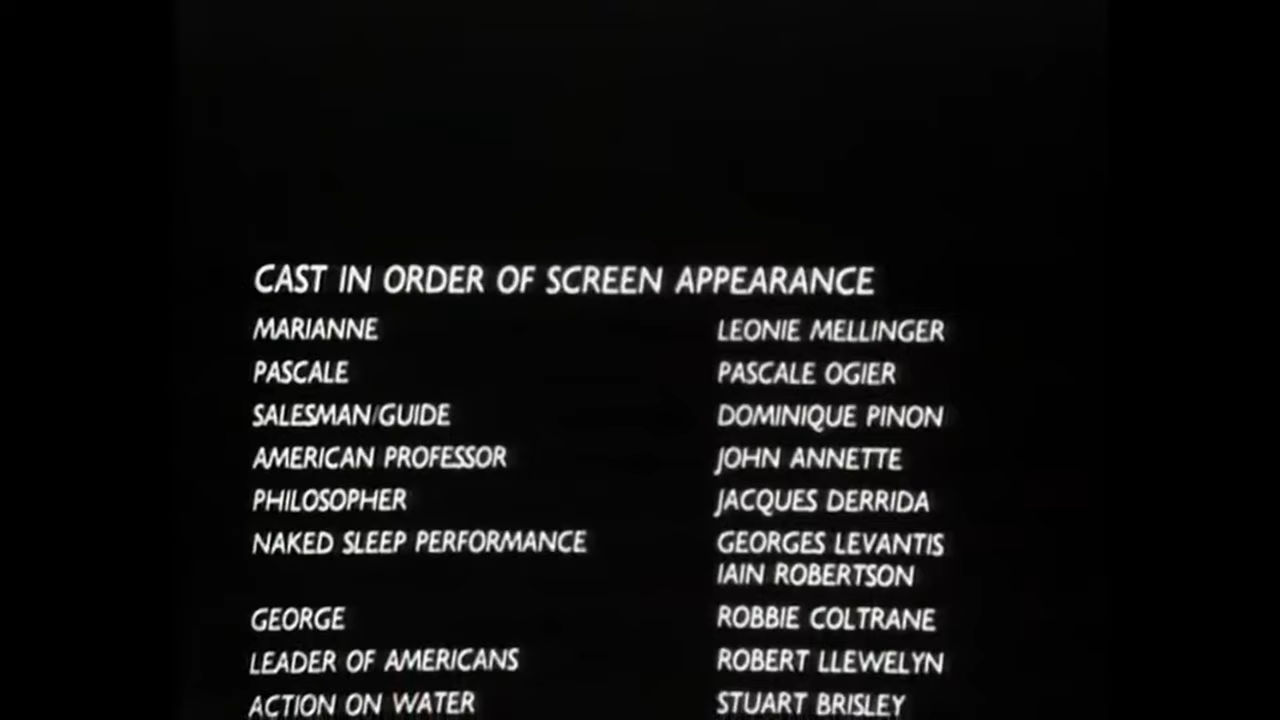 CAST IN ORDER OF SCREEN APPEARANCE
MARIANNE LEONIE MELLINGER
PASCALE PASCALE OGIER
SALESMAN/GUIDE DOMINIQUE PINON
AMERICAN PROFESSOR JOHN ANNETTE
PHILOSOPHER JACQUES DERRIDA
NAKED SLEEP PERFORMANCE GEORGES LEVANTIS
IAIN ROBERTSON
GEORGE ROBBIE COLTRANE
LEADER OF AMERICANS ROBERT LLEWELYN
ACTION ON WATER STUART BRISLEY